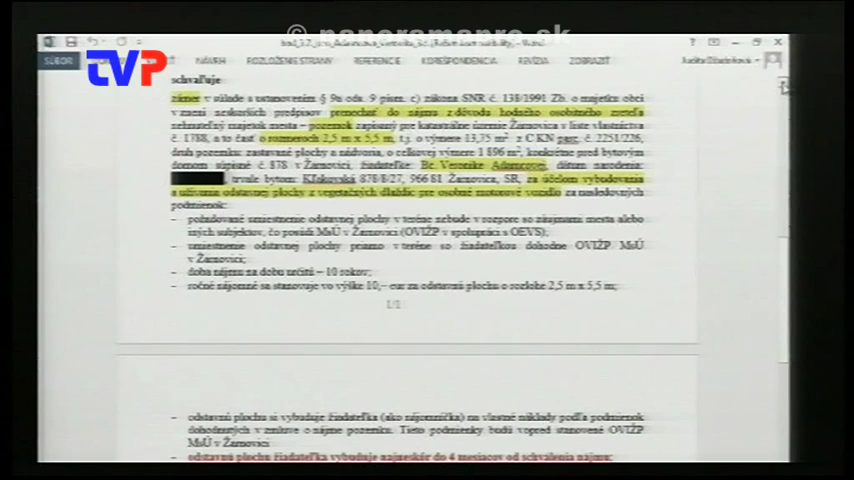 © panoramapro.sk
TVP
SÚBOR NÁVRH ROZLOŽENIE STRANY REFERENCIE KOREŠPONDENCIA REVÍZIA ZOBRAZIŤ
schvaľuje
zámer v súlade s ustanovením § 9a ods. 9 písm. c) zákona SNR č. 138/1991 Zb. o majetku obcí
v znení neskorších predpisov prenechať do nájmu z dôvodu hodného osobitného zreteľa
nehnuteľný majetok mesta – pozemok zapísaný pre katastrálne územie Žarnovica v liste vlastníctva
č. 1788, a to časť o rozmeroch 2,5 m x 5,5 m, t.j. o výmere 13,75 m² z C KN parc. č. 2251/226,
druh pozemku: zastavané plochy a nádvoria, o celkovej výmere 1 896 m², konkrétne pred bytovým
domom súpisné č. 878 v Žarnovici, žiadateľke: Bc. Veronike Adamcovej, dátum narodenia:
trvale bytom: Kľakovská 878/8/27, 966 81 Žarnovica, SR, za účelom vybudovania
a užívania odstavnej plochy z vegetačných dlaždíc pre osobné motorové vozidlo za nasledovných
podmienok:
– požadované umiestnenie odstavnej plochy v teréne nebude v rozpore so záujmami mesta alebo
iných subjektov, čo posúdi MsÚ v Žarnovici (OVIŽP v spolupráci s OEVS);
– umiestnenie odstavnej plochy priamo v teréne so žiadateľkou dohodne OVIŽP MsÚ
v Žarnovici;
– doba nájmu na dobu určitú – 10 rokov;
– ročné nájomné sa stanovuje vo výške 10,– eur za odstavnú plochu o rozlohe 2,5 m x 5,5 m;
1/1
– odstavnú plochu si vybuduje žiadateľka (ako nájomníčka) na vlastné náklady podľa podmienok
dohodnutých v zmluve o nájme pozemku. Tieto podmienky budú vopred stanovené OVIŽP
MsÚ v Žarnovici
– odstavnú plochu žiadateľka vybuduje najneskôr do 4 mesiacov od schválenia nájmu;